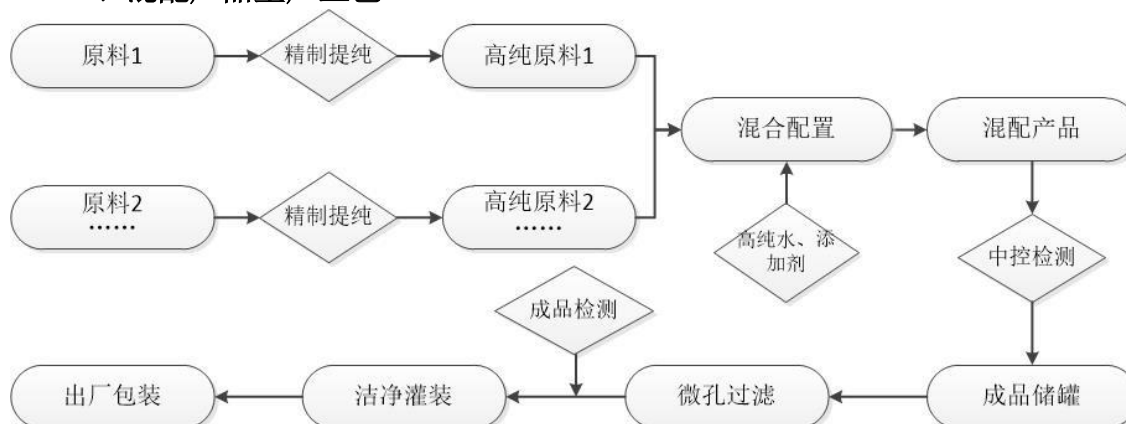 原料1
精制提纯
高纯原料1
混合配置
混配产品
原料2
......
精制提纯
高纯原料2
......
高纯水、添
加剂
中控检测
成品检测
出厂包装
洁净灌装
微孔过滤
成品储罐